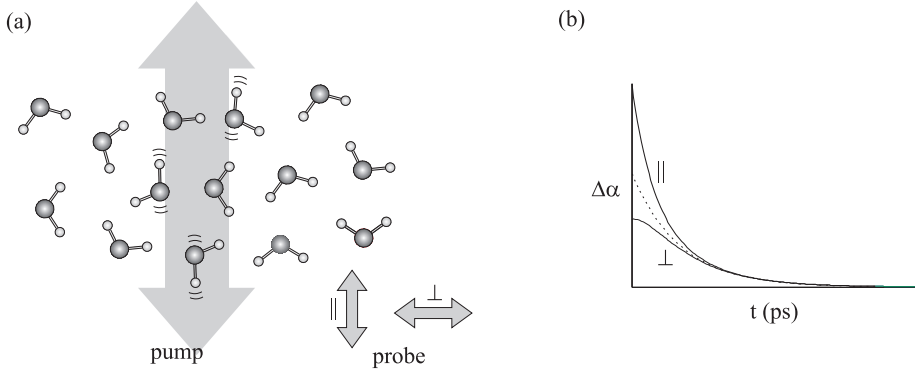 (a)
pump
||
⊥
probe
(b)
Δα
||
⊥
t (ps)